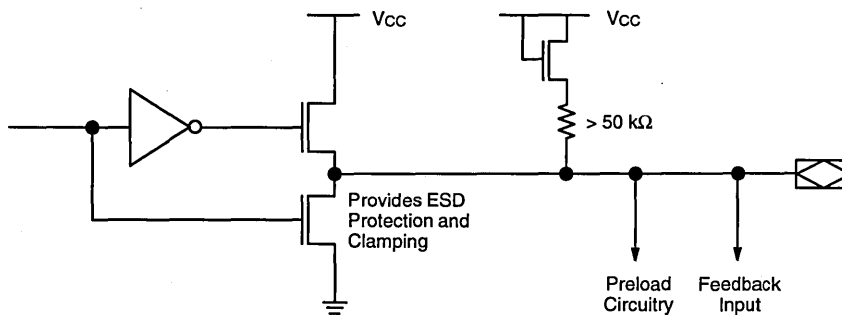 Vcc
Vcc
> 50 kΩ
Provides ESD
Protection and
Clamping
Preload
Circuitry
Feedback
Input